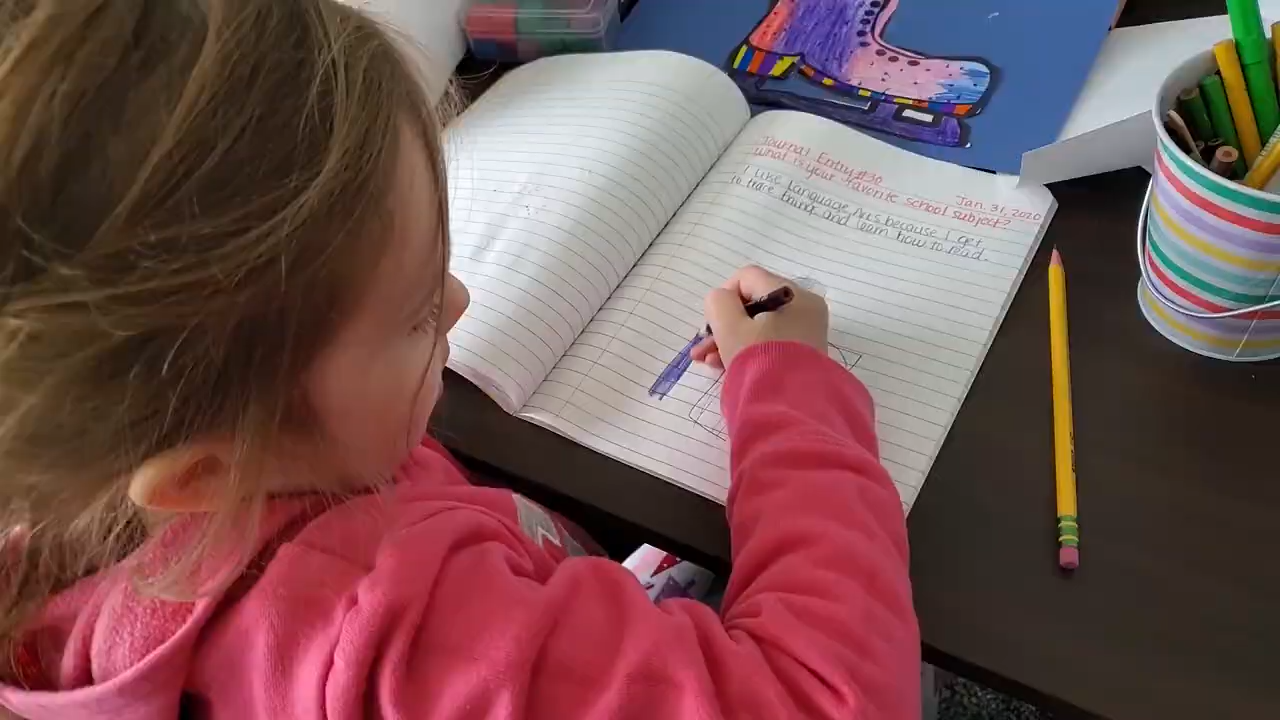 Journal Entry #30
Jan. 31, 2020
what is your favorite school subject?
I like Language Arts because I get
to trace things and learn how to read.